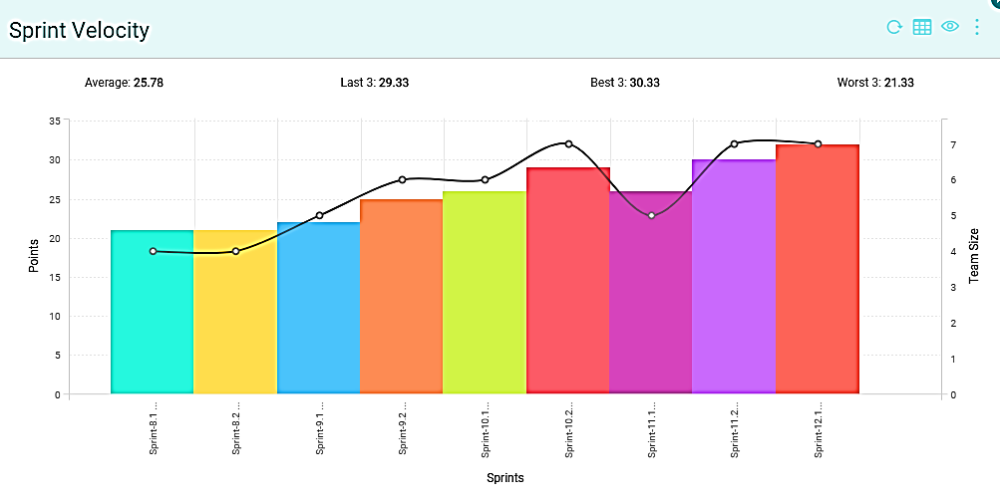 Sprint Velocity
Average: 25.78
Last 3: 29.33
Best 3: 30.33
Worst 3: 21.33
35
30
25
20
15
10
5
0
Points
7
6
5
4
3
2
1
0
Team Size
Sprint-8.1 ...
Sprint-8.2 ...
Sprint-9.1 ...
Sprint-9.2 ...
Sprint-10.1...
Sprint-10.2...
Sprint-11.1...
Sprint-11.2...
Sprint-12.1...
Sprints